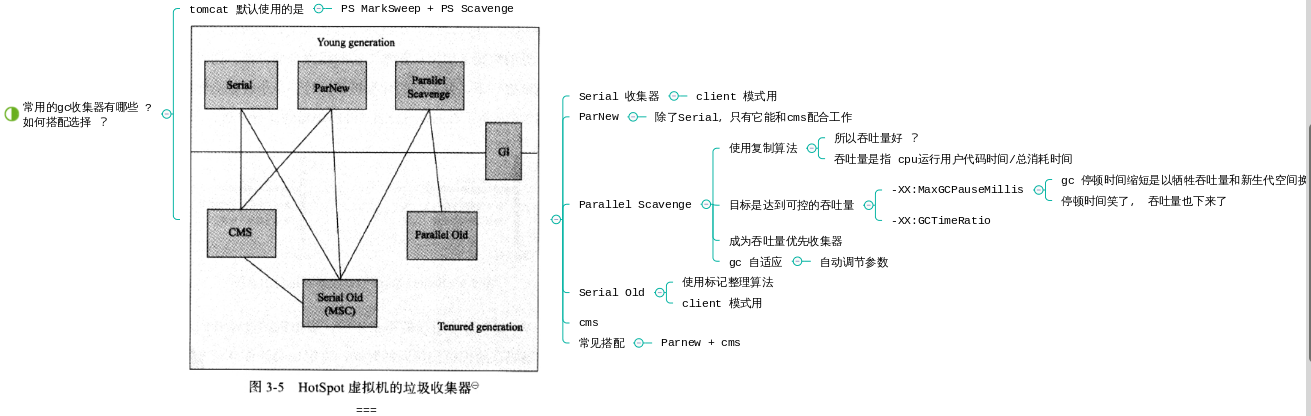 tomcat 默认使用的是
PS MarkSweep + PS Scavenge
常用的gc收集器有哪些 ?
如何搭配选择 ?
Young generation
Serial
ParNew
Parallel
Scavenge
G1
CMS
Parallel Old
Serial Old
(MSC)
Tenured generation
图 3-5 HotSpot 虚拟机的垃圾收集器㊀
===
Serial 收集器
client 模式用
ParNew
除了Serial, 只有它能和cms配合工作
Parallel Scavenge
使用复制算法
所以吞吐量好 ?
吞吐量是指 cpu运行用户代码时间/总消耗时间
目标是达到可控的吞吐量
-XX:MaxGCPauseMillis
gc 停顿时间缩短是以牺牲吞吐量和新生代空间换
停顿时间笑了, 吞吐量也下来了
-XX:GCTimeRatio
成为吞吐量优先收集器
gc 自适应
自动调节参数
Serial Old
使用标记整理算法
client 模式用
cms
常见搭配
Parnew + cms